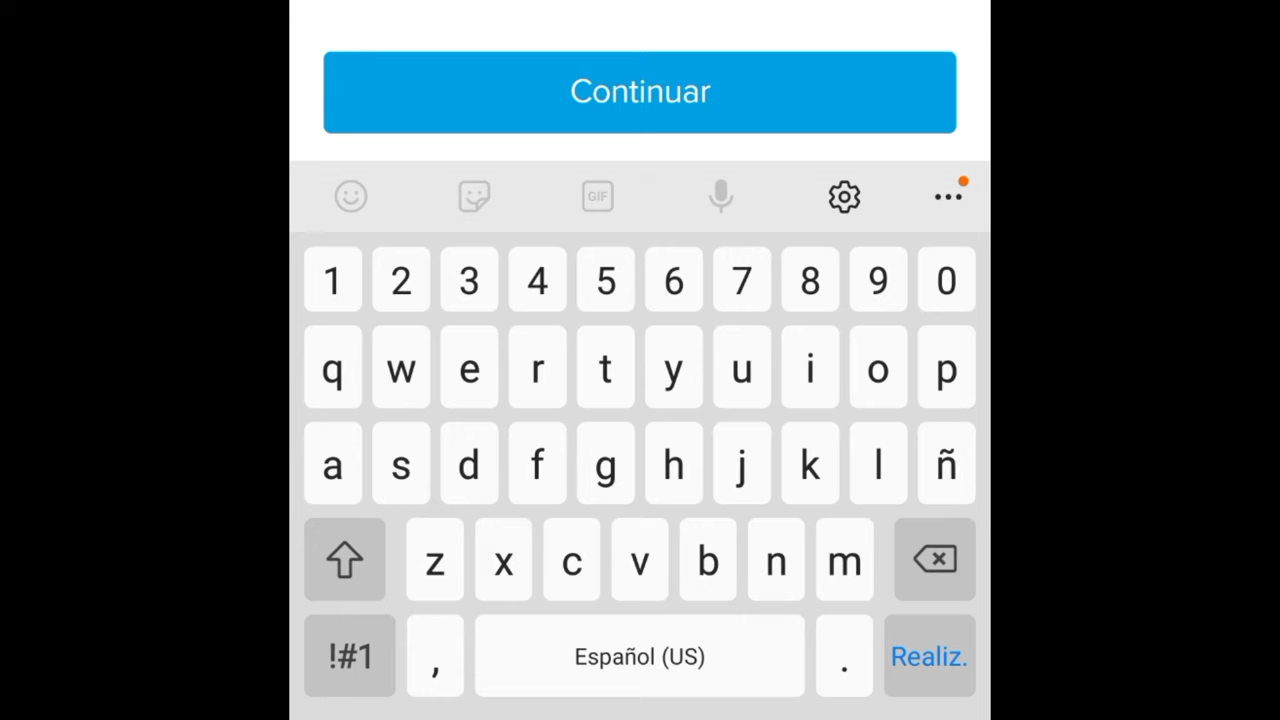 Continuar
GIF
1 2 3 4 5 6 7 8 9 0
q w e r t y u i o p
a s d f g h j k l ñ
z x c v b n m
!#1 , Español (US) . Realiz.